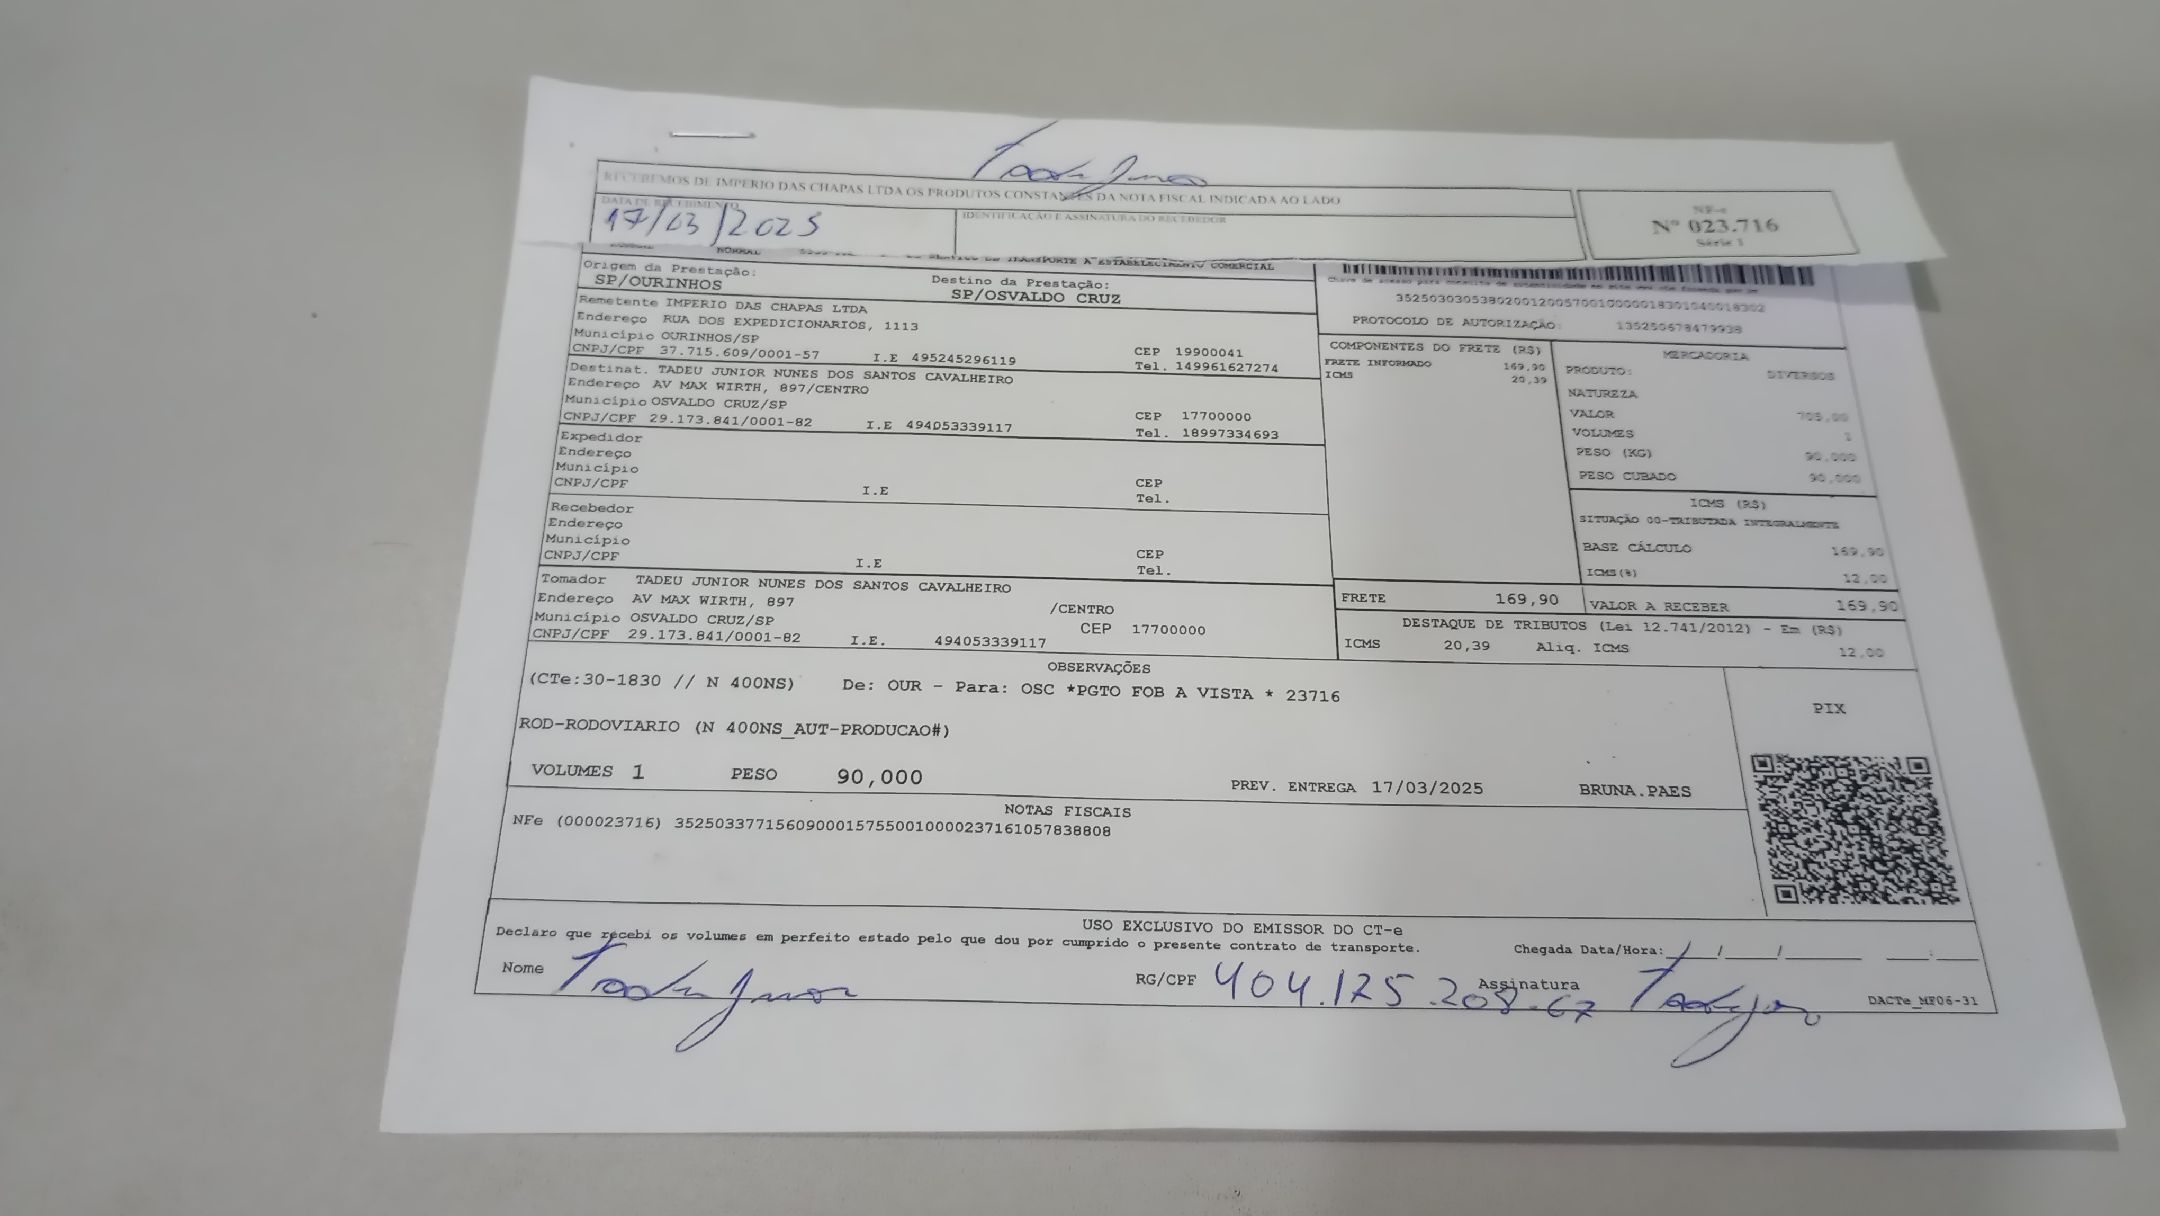 RECEBEMOS DE IMPERIO DAS CHAPAS LTDA OS PRODUTOS CONSTANTES DA NOTA FISCAL INDICADA AO LADO
DATA DE RECEBIMENTO
17/03/2025
IDENTIFICAÇÃO E ASSINATURA DO RECEBEDOR
NF-e
Nº 023.716
Série 1
NORMAL
TRANSPORTE A ESTABELECIMENTO COMERCIAL
Origem da Prestação:
SP/OURINHOS
Destino da Prestação:
SP/OSVALDO CRUZ
Remetente IMPERIO DAS CHAPAS LTDA
Endereço RUA DOS EXPEDICIONARIOS, 1113
Município OURINHOS/SP
CNPJ/CPF 37.715.609/0001-57 I.E 495245296119
CEP 19900041
Tel. 149961627274
Destinat. TADEU JUNIOR NUNES DOS SANTOS CAVALHEIRO
Endereço AV MAX WIRTH, 897/CENTRO
Município OSVALDO CRUZ/SP
CNPJ/CPF 29.173.841/0001-82 I.E 494053339117
CEP 17700000
Tel. 18997334693
Expedidor
Endereço
Município
CNPJ/CPF I.E
CEP
Tel.
Recebedor
Endereço
Município
CNPJ/CPF I.E
CEP
Tel.
Tomador TADEU JUNIOR NUNES DOS SANTOS CAVALHEIRO
Endereço AV MAX WIRTH, 897 /CENTRO
Município OSVALDO CRUZ/SP CEP 17700000
CNPJ/CPF 29.173.841/0001-82 I.E. 494053339117
PROTOCOLO DE AUTORIZAÇÃO: 135250678479938
COMPONENTES DO FRETE (R$)
FRETE INFORMADO 169,90
ICMS 20,39
MERCADORIA
PRODUTO: DIVERSOS
NATUREZA
VALOR 705,00
VOLUMES 1
PESO (KG) 90,000
PESO CUBADO 90,000
ICMS (R$)
SITUAÇÃO 00-TRIBUTADA INTEGRALMENTE
BASE CÁLCULO 169,90
ICMS(%) 12,00
FRETE 169,90
VALOR A RECEBER 169,90
DESTAQUE DE TRIBUTOS (Lei 12.741/2012) - Em (R$)
ICMS 20,39 Aliq. ICMS 12,00
OBSERVAÇÕES
(CTe:30-1830 // N 400NS) De: OUR - Para: OSC *PGTO FOB A VISTA * 23716
ROD-RODOVIARIO (N 400NS_AUT-PRODUCAO#)
VOLUMES 1 PESO 90,000 PREV. ENTREGA 17/03/2025 BRUNA.PAES
PIX
NOTAS FISCAIS
NFe (000023716) 35250337715609000157550010000237161057838808
USO EXCLUSIVO DO EMISSOR DO CT-e
Declaro que recebi os volumes em perfeito estado pelo que dou por cumprido o presente contrato de transporte.
Chegada Data/Hora: / / :
Nome
RG/CPF 404.125.208-67
Assinatura
DACTe_MF06-31